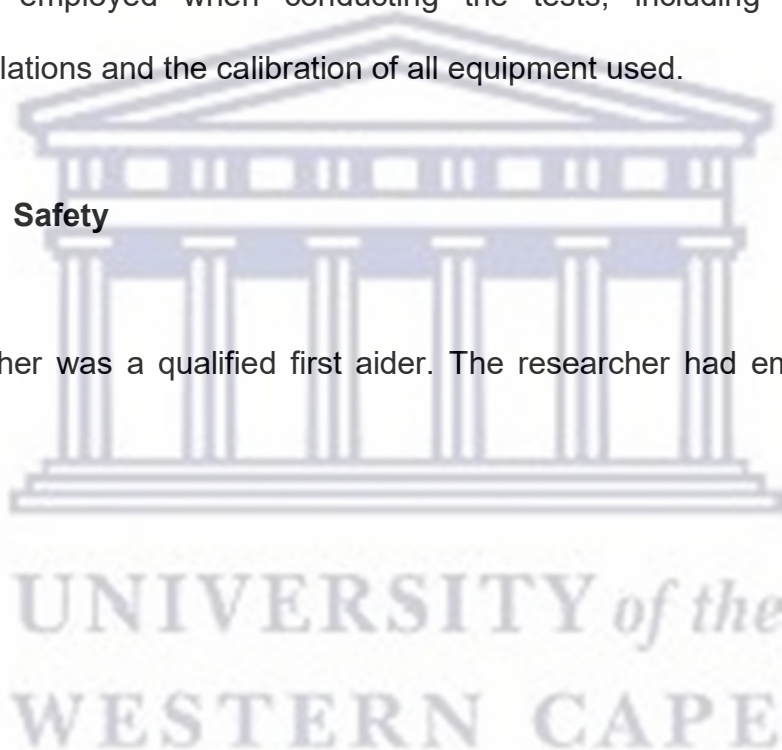 employed when conducting the tests, including
lations and the calibration of all equipment used.
Safety
her was a qualified first aider. The researcher had em
UNIVERSITY of the
WESTERN CAPE